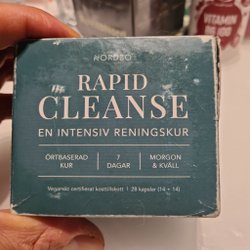 NORDBO
RAPID
CLEANSE
EN INTENSIV RENINGSKUR
ÖRTBASERAD
KUR
7
DAGAR
MORGON
& KVÄLL
Veganskt certifierat kosttillskott | 28 kapslar (14 + 14)
VITAMIN